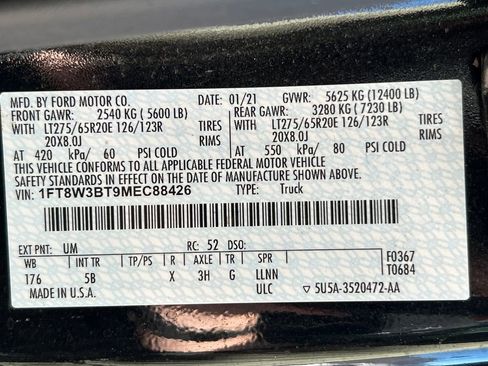 MFD. BY FORD MOTOR CO. DATE: 01/21 GVWR: 5625 KG (12400 LB)
FRONT GAWR: 2540 KG ( 5600 LB) REAR GAWR: 3280 KG ( 7230 LB)
WITH LT275/65R20E 126/123R TIRES WITH LT275/65R20E 126/123R TIRES
20X8.0J RIMS 20X8.0J RIMS
AT 420 kPa/ 60 PSI COLD AT 550 kPa/ 80 PSI COLD
THIS VEHICLE CONFORMS TO ALL APPLICABLE FEDERAL MOTOR VEHICLE
SAFETY STANDARDS IN EFFECT ON THE DATE OF MANUFACTURE SHOWN ABOVE.
VIN: 1FT8W3BT9MEC88426 TYPE: Truck
EXT PNT: UM RC: 52 DSO:
WB INT TR TP/PS R AXLE TR SPR F0367
176 5B X 3H G LLNN T0684
MADE IN U.S.A. ULC ▽ 5U5A-3520472-AA